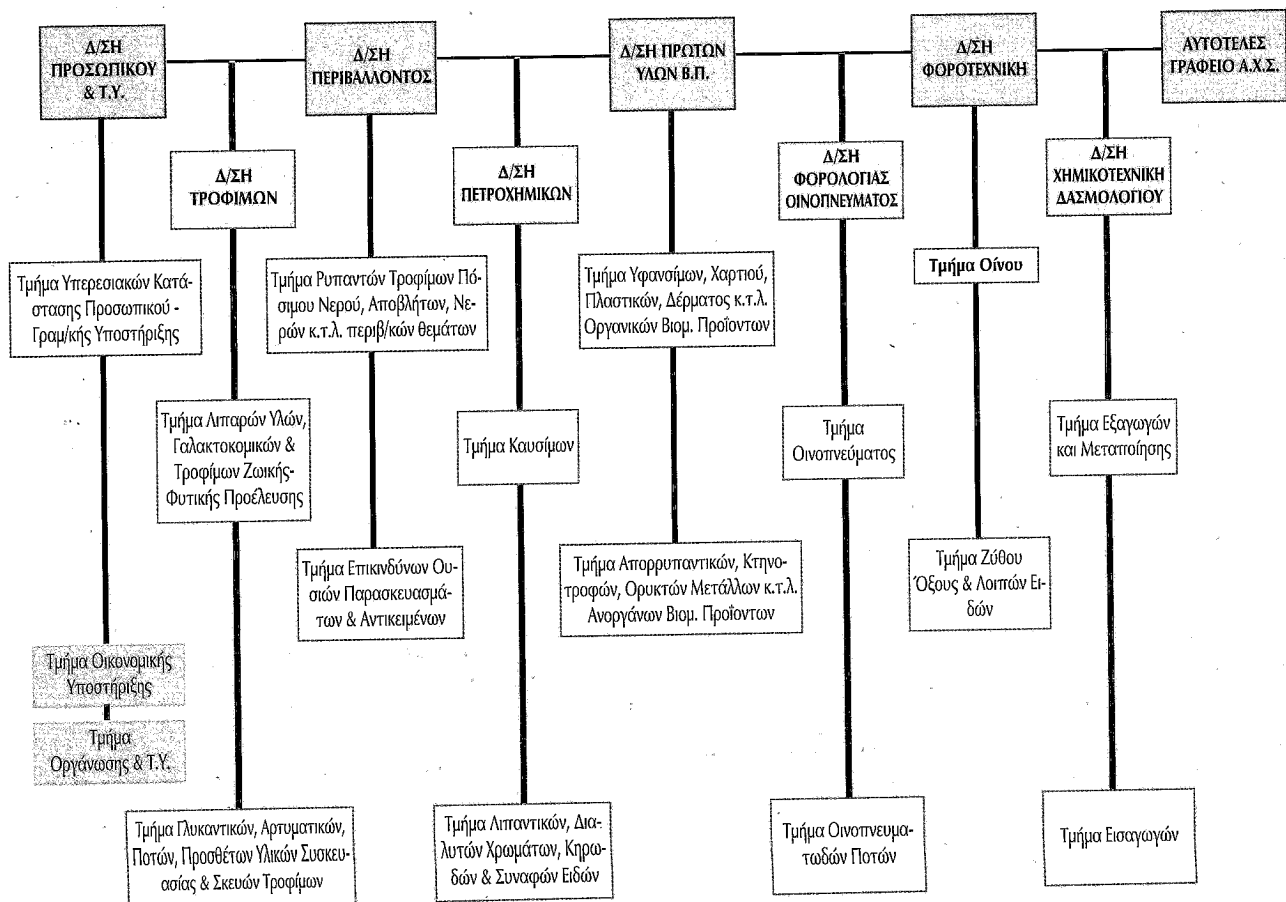 Δ/ΣΗ
ΠΡΟΣΩΠΙΚΟΥ
& Τ.Υ.
Δ/ΣΗ
ΠΕΡΙΒΑΛΛΟΝΤΟΣ
Δ/ΣΗ ΠΡΩΤΩΝ
ΥΛΩΝ Β.Π.
Δ/ΣΗ
ΦΟΡΟΤΕΧΝΙΚΗ
ΑΥΤΟΤΕΛΕΣ
ΓΡΑΦΕΙΟ Α.Χ.Σ.
Δ/ΣΗ
ΤΡΟΦΙΜΩΝ
Δ/ΣΗ
ΠΕΤΡΟΧΗΜΙΚΩΝ
Δ/ΣΗ
ΦΟΡΟΛΟΓΙΑΣ
ΟΙΝΟΠΝΕΥΜΑΤΟΣ
Δ/ΣΗ
ΧΗΜΙΚΟΤΕΧΝΙΚΗ
ΔΑΣΜΟΛΟΓΙΟΥ
Τμήμα Υπερεσιακών Κατά-
στασης Προσωπικού -
Γραμ/κής Υποστήριξης
Τμήμα Ρυπαντών Τροφίμων Πό-
σιμου Νερού, Αποβλήτων, Νε-
ρών κ.τ.λ. περιβ/κών θεμάτων
Τμήμα Υφανσίμων, Χαρτιού,
Πλαστικών, Δέρματος κ.τ.λ.
Οργανικών Βιομ. Προΐοντων
Τμήμα Οίνου
Τμήμα Λιπαρών Υλών,
Γαλακτοκομικών &
Τροφίμων Ζωικής-
Φυτικής Προέλευσης
Τμήμα Καυσίμων
Τμήμα
Οινοπνεύματος
Τμήμα Εξαγωγών
και Μεταποίησης
Τμήμα Επικινδύνων Ου-
σιών Παρασκευασμά-
των & Αντικειμένων
Τμήμα Απορρυπαντικών, Κτηνο-
τροφών, Ορυκτών Μετάλλων κ.τ.λ.
Ανοργάνων Βιομ. Προΐοντων
Τμήμα Ζύθου
Όξους & Λοιπών Ει-
δών
Τμήμα Οικονομικής
Υποστήριξης
Τμήμα
Οργάνωσης & Τ.Υ.
Τμήμα Γλυκαντικών, Αρτυματικών,
Ποτών, Προσθέτων Υλικών Συσκευ-
ασίας & Σκευών Τροφίμων
Τμήμα Λιπαντικών, Δια-
λυτών Χρωμάτων, Κηρω-
δών & Συναφών Ειδών
Τμήμα Οινοπνευμα-
τωδών Ποτών
Τμήμα Εισαγωγών